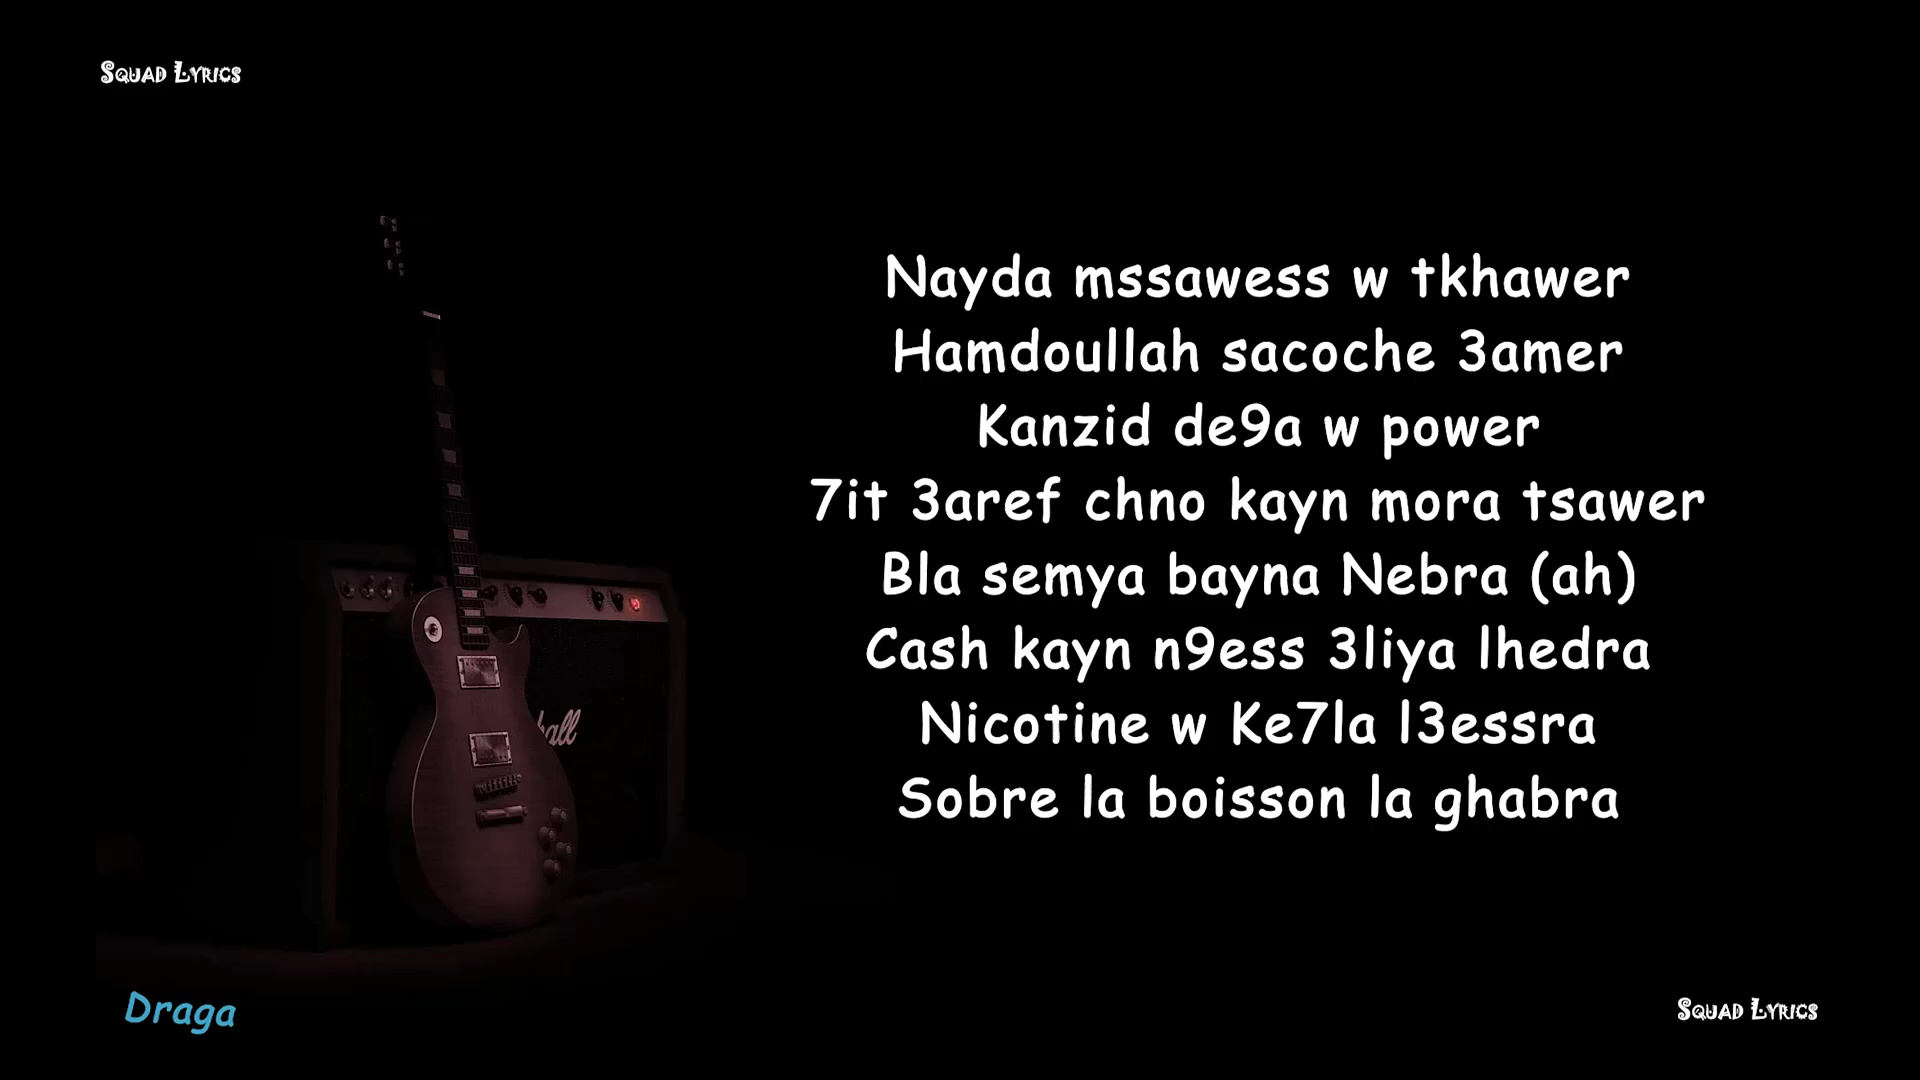 Squad Lyrics
Nayda mssawess w tkhawer
Hamdoullah sacoche 3amer
Kanzid de9a w power
7it 3aref chno kayn mora tsawer
Bla semya bayna Nebra (ah)
Cash kayn n9ess 3liya lhedra
Nicotine w Ke7la l3essra
Sobre la boisson la ghabra
all
Draga
Squad Lyrics